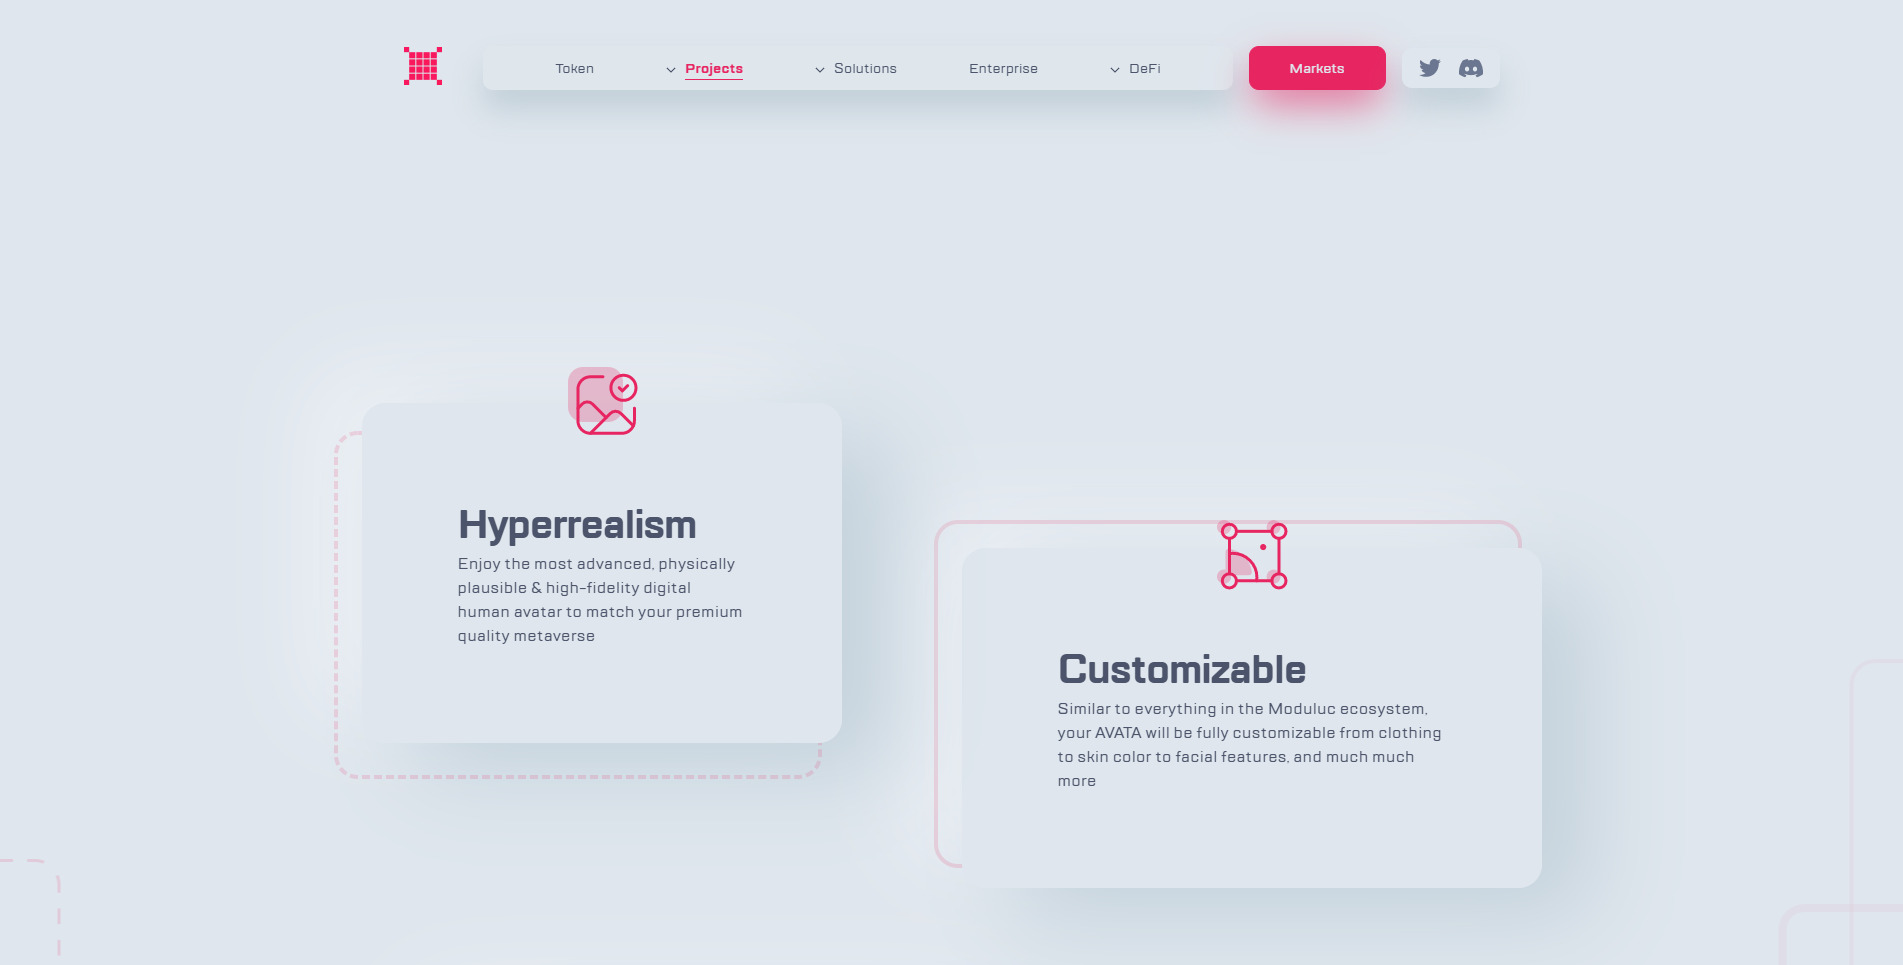 Token
Projects
Solutions
Enterprise
DeFi
Markets
Hyperrealism
Enjoy the most advanced, physically
plausible & high-fidelity digital
human avatar to match your premium
quality metaverse
Customizable
Similar to everything in the Moduluc ecosystem,
your AVATA will be fully customizable from clothing
to skin color to facial features, and much much
more